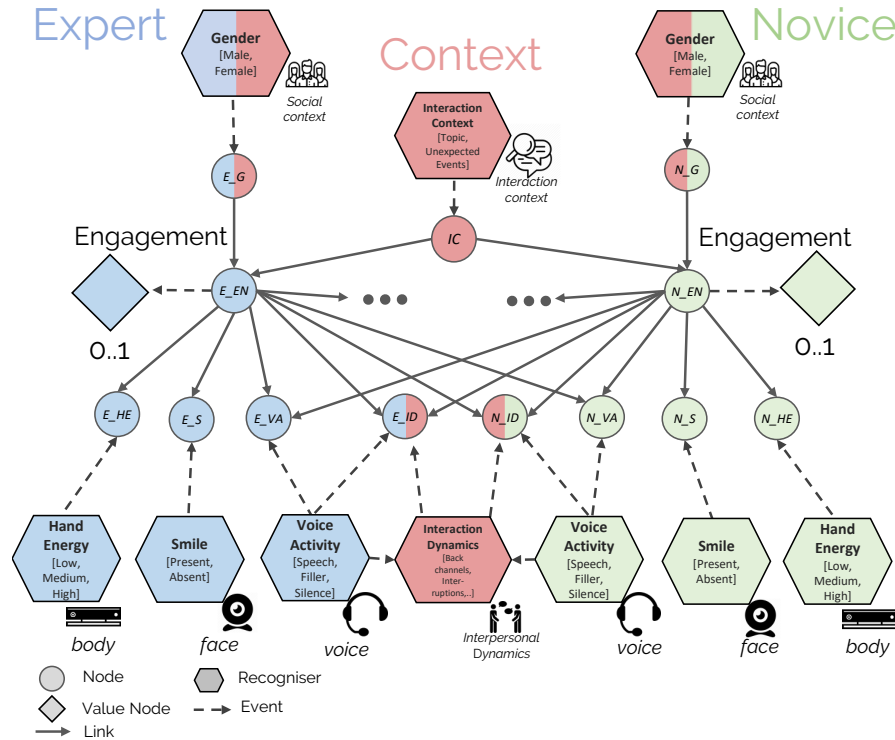 Expert
Context
Novice
Gender
[Male,
Female]
Social
context
Gender
[Male,
Female]
Social
context
Interaction
Context
[Topic,
Unexpected
Events]
Interaction
context
E_G
N_G
IC
Engagement
Engagement
E_EN
N_EN
0..1
0..1
E_HE
E_S
E_VA
E_ID
N_ID
N_VA
N_S
N_HE
Hand
Energy
[Low,
Medium,
High]
body
Smile
[Present,
Absent]
face
Voice
Activity
[Speech,
Filler,
Silence]
voice
Interaction
Dynamics
[Back
channels,
Inter-
ruptions,..]
Interpersonal
Dynamics
Voice
Activity
[Speech,
Filler,
Silence]
voice
Smile
[Present,
Absent]
face
Hand
Energy
[Low,
Medium,
High]
body
Node
Recogniser
Value Node
Event
Link